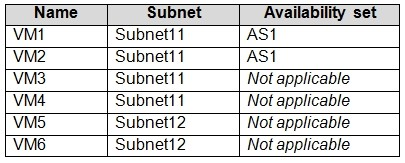 Name Subnet Availability set
VM1 Subnet11 AS1
VM2 Subnet11 AS1
VM3 Subnet11 Not applicable
VM4 Subnet11 Not applicable
VM5 Subnet12 Not applicable
VM6 Subnet12 Not applicable